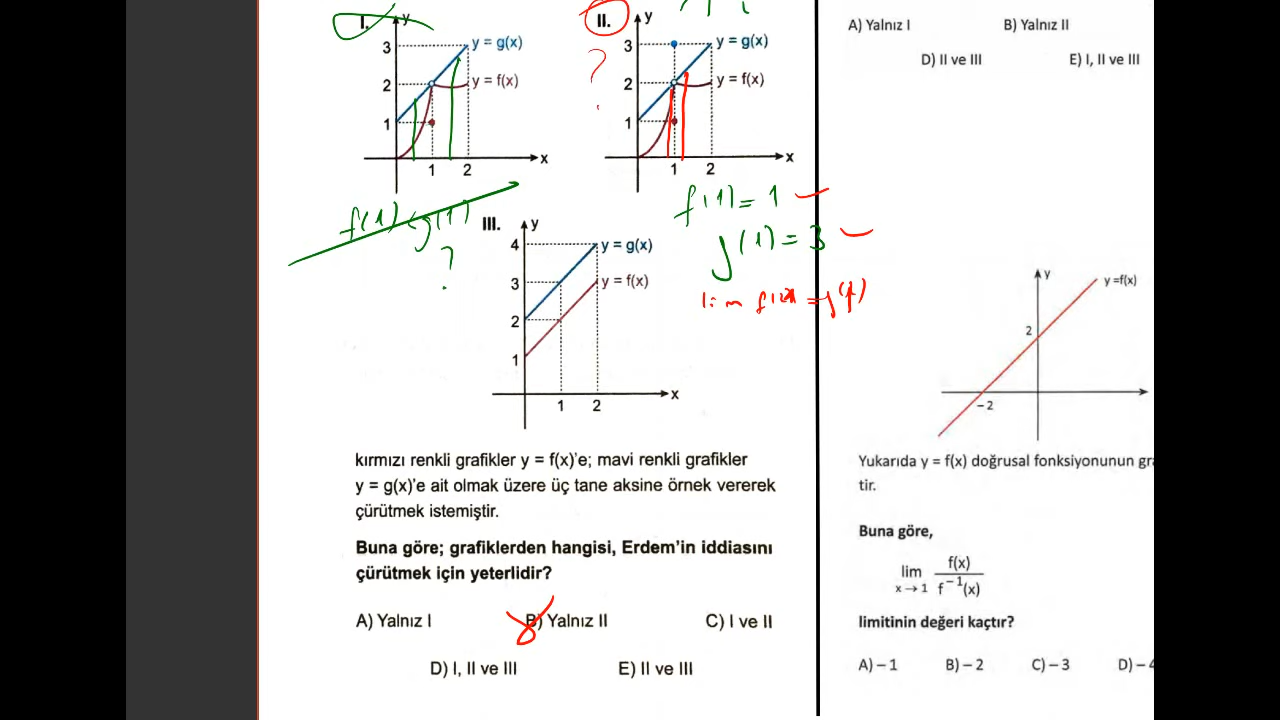 I.
y
3
2
1
y = g(x)
y = f(x)
1
2
x
f(1) < g(1)
?
II.
?
y
3
2
1
y = g(x)
y = f(x)
1
2
x
f(1) = 1
g(1) = 3
lim f(x) = g(x)
III.
y
4
3
2
1
y = g(x)
y = f(x)
1
2
x
kırmızı renkli grafikler y = f(x)'e; mavi renkli grafikler
y = g(x)'e ait olmak üzere üç tane aksine örnek vererek
çürütmek istemiştir.
Buna göre; grafiklerden hangisi, Erdem'in iddiasını
çürütmek için yeterlidir?
A) Yalnız I
B) Yalnız II
C) I ve II
D) I, II ve III
E) II ve III
A) Yalnız I
B) Yalnız II
D) II ve III
E) I, II ve III
y
y =f(x)
2
– 2
Yukarıda y = f(x) doğrusal fonksiyonunun gra
tir.
Buna göre,
lim x→1 f(x) / f⁻¹(x)
limitinin değeri kaçtır?
A) – 1
B) – 2
C) – 3
D) – 4